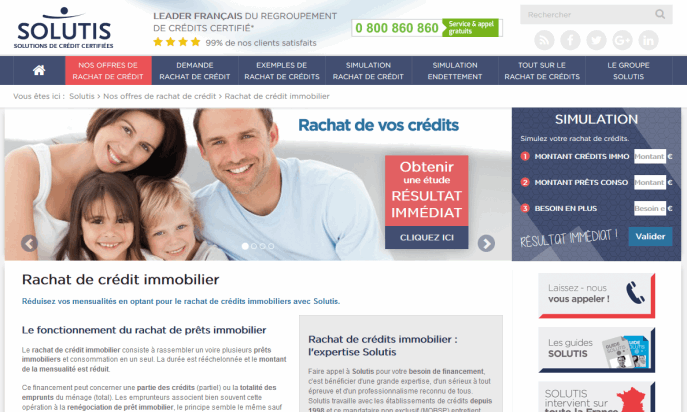 SOLUTIS
SOLUTIONS DE CRÉDIT CERTIFIÉES
LEADER FRANÇAIS DU REGROUPEMENT
DE CRÉDITS CERTIFIÉ*
99% de nos clients satisfaits
0 800 860 860
Service & appel
gratuits
Rechercher
NOS OFFRES DE
RACHAT DE CRÉDIT
DEMANDE
RACHAT DE CRÉDIT
EXEMPLES DE
RACHAT DE CRÉDITS
SIMULATION
RACHAT DE CRÉDIT
SIMULATION
ENDETTEMENT
TOUT SUR LE
RACHAT DE CRÉDITS
LE GROUPE
SOLUTIS
Vous êtes ici : Solutis > Nos offres de rachat de crédit > Rachat de crédit immobilier
Rachat de vos crédits
Obtenir
une étude
RÉSULTAT
IMMÉDIAT
CLIQUEZ ICI
SIMULATION
Simulez votre rachat de crédits.
1 MONTANT CRÉDITS IMMO Montant €
2 MONTANT PRÊTS CONSO Montant €
3 BESOIN EN PLUS Besoin e €
RÉSULTAT IMMÉDIAT !
Valider
Rachat de crédit immobilier
Réduisez vos mensualités en optant pour le rachat de crédits immobiliers avec Solutis.
Le fonctionnement du rachat de prêts immobilier
Le rachat de crédit immobilier consiste à rassembler un voire plusieurs prêts
immobiliers et consommation en un seul. La durée est rééchelonnée et le montant
de la mensualité est réduit.
Ce financement peut concerner une partie des crédits (partiel) ou la totalité des
emprunts du ménage (total). Les emprunteurs associent bien souvent cette
opération à la renégociation de prêt immobilier, le principe semble le même sauf
Rachat de crédits immobilier :
l'expertise Solutis
Faire appel à Solutis pour votre besoin de financement,
c'est bénéficier d'une grande expertise, d'un sérieux à tout
épreuve et d'un professionnalisme reconnu de tous.
Solutis travaille avec les établissements de crédits depuis
1998 et ce mandataire non exclusif (MOBSE) entretient
Laissez - nous
vous appeler !
Les guides
SOLUTIS
GUIDE
SOLUTIS
intervient sur
toute la France